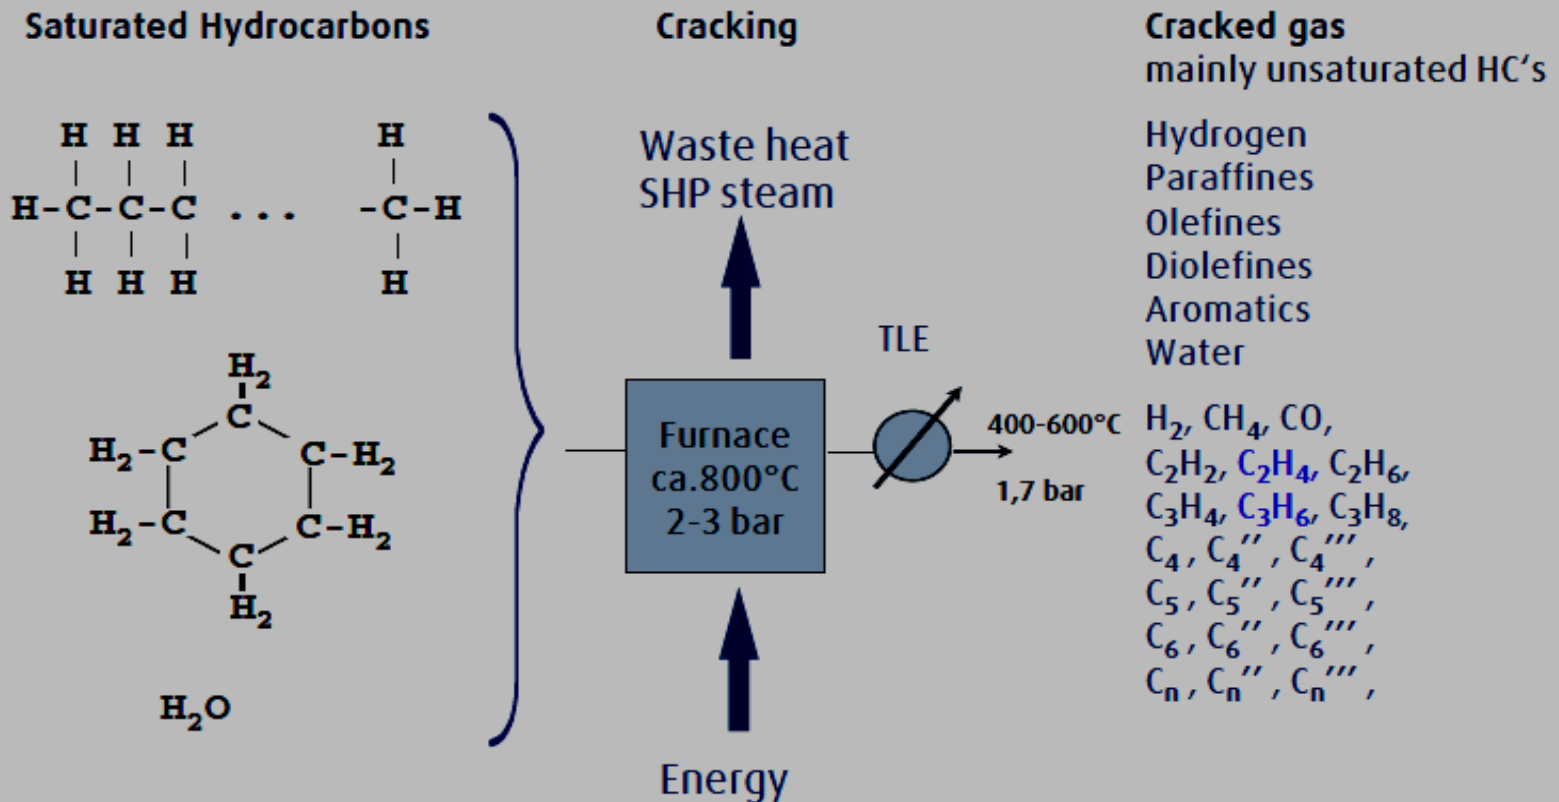 Saturated Hydrocarbons
H H H H
H-C-C-C ... -C-H
H H H H
H₂
C
H₂-C C-H₂
H₂-C C-H₂
C
H₂
H₂O
Cracking
Waste heat
SHP steam
TLE
Furnace
ca.800°C
2-3 bar
400-600°C
1,7 bar
Energy
Cracked gas
mainly unsaturated HC's
Hydrogen
Paraffines
Olefines
Diolefines
Aromatics
Water
H₂, CH₄, CO,
C₂H₂, C₂H₄, C₂H₆,
C₃H₄, C₃H₆, C₃H₈,
C₄, C₄′′, C₄′′′,
C₅, C₅′′, C₅′′′,
C₆, C₆′′, C₆′′′,
Cₙ, Cₙ′′, Cₙ′′′,